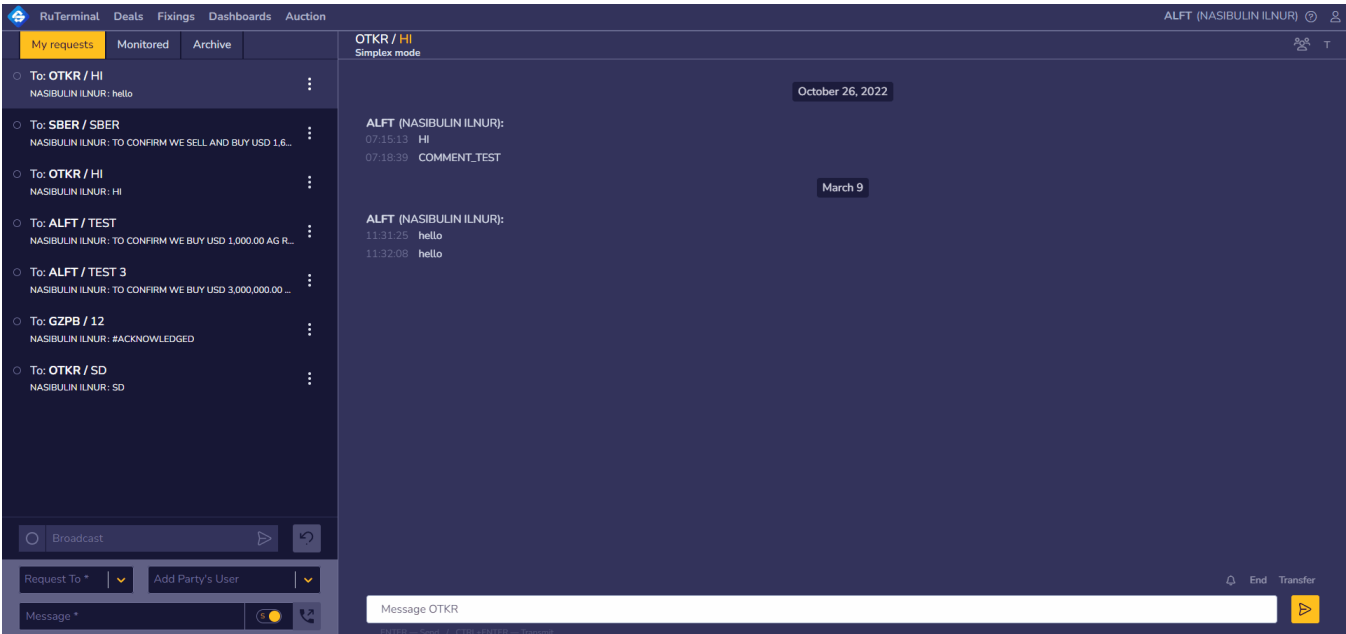 RuTerminal Deals Fixings Dashboards Auction
ALFT (NASIBULIN ILNUR)
My requests Monitored Archive
To: OTKR / HI
NASIBULIN ILNUR: hello
To: SBER / SBER
NASIBULIN ILNUR: TO CONFIRM WE SELL AND BUY USD 1,6...
To: OTKR / HI
NASIBULIN ILNUR: HI
To: ALFT / TEST
NASIBULIN ILNUR: TO CONFIRM WE BUY USD 1,000.00 AG R...
To: ALFT / TEST 3
NASIBULIN ILNUR: TO CONFIRM WE BUY USD 3,000,000.00 ...
To: GZPB / 12
NASIBULIN ILNUR: #ACKNOWLEDGED
To: OTKR / SD
NASIBULIN ILNUR: SD
Broadcast
Request To *
Add Party's User
Message *
S
OTKR / HI
Simplex mode
T
October 26, 2022
ALFT (NASIBULIN ILNUR):
07:15:13 HI
07:18:39 COMMENT_TEST
March 9
ALFT (NASIBULIN ILNUR):
11:31:25 hello
11:32:08 hello
End Transfer
Message OTKR
ENTER — Send / CTRL+ENTER — Transmit